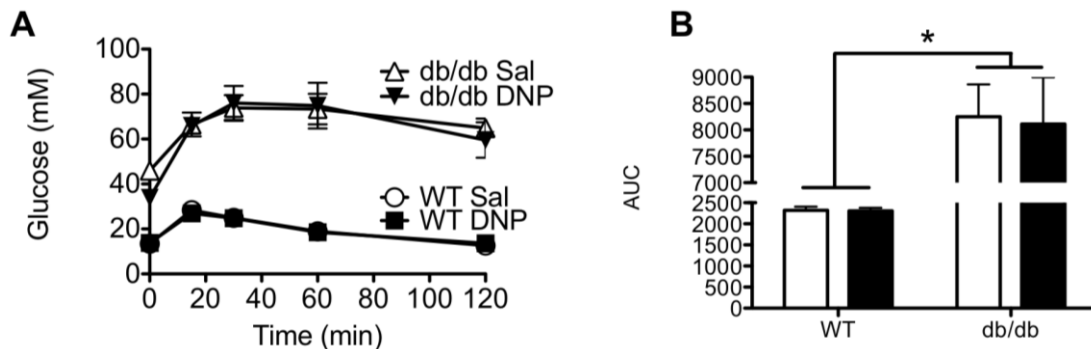 A
Glucose (mM)
100
80
60
40
20
0
db/db Sal
db/db DNP
WT Sal
WT DNP
0 20 40 60 80 100 120
Time (min)
B
*
AUC
9000
8500
8000
7500
7000
2500
2000
1500
1000
500
0
WT db/db